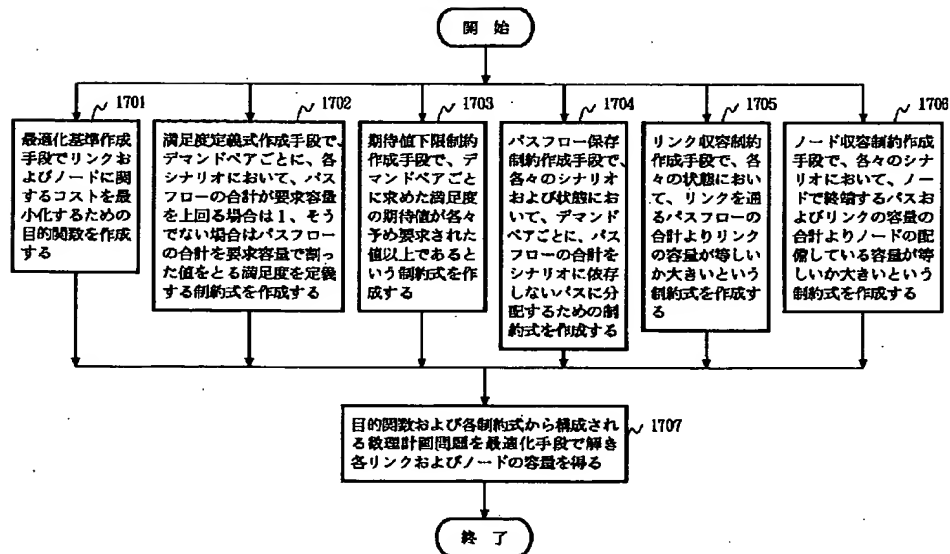 開始
1701
最適化基準作成
手段でリンクお
よびノードに関
するコストを最
小化するための
目的関数を作成
する
1702
満足度定義式作成手段で、
デマンドペアごとに、各
シナリオにおいて、パス
フローの合計が要求容量
を上回る場合は1、そう
でない場合はパスフロー
の合計を要求容量で割っ
た値をとる満足度を定義
する制約式を作成する
1703
期待値下限制約
作成手段で、デ
マンドペアごと
に求めた満足度
の期待値が各々
予め要求された
値以上であると
いう制約式を作
成する
1704
パスフロー保存
制約作成手段で、
各々のシナリオ
および状態に
おいて、デマンド
ペアごとに、パス
フローの合計を
シナリオに依存
しないパスに分
配するための制
約式を作成する
1705
リンク収容制約
作成手段で、各
々の状態におい
て、リンクを通
るパスフローの
合計よりリンク
の容量が等しい
か大きいという
制約式を作成す
る
1706
ノード収容制約作成
手段で、各々のシナ
リオにおいて、ノー
ドで終端するパスお
よびリンクの容量の
合計よりノードの配
備している容量が等
しいか大きいという
制約式を作成する
目的関数および各制約式から構成され
る数理計画問題を最適化手段で解き
各リンクおよびノードの容量を得る
1707
終了